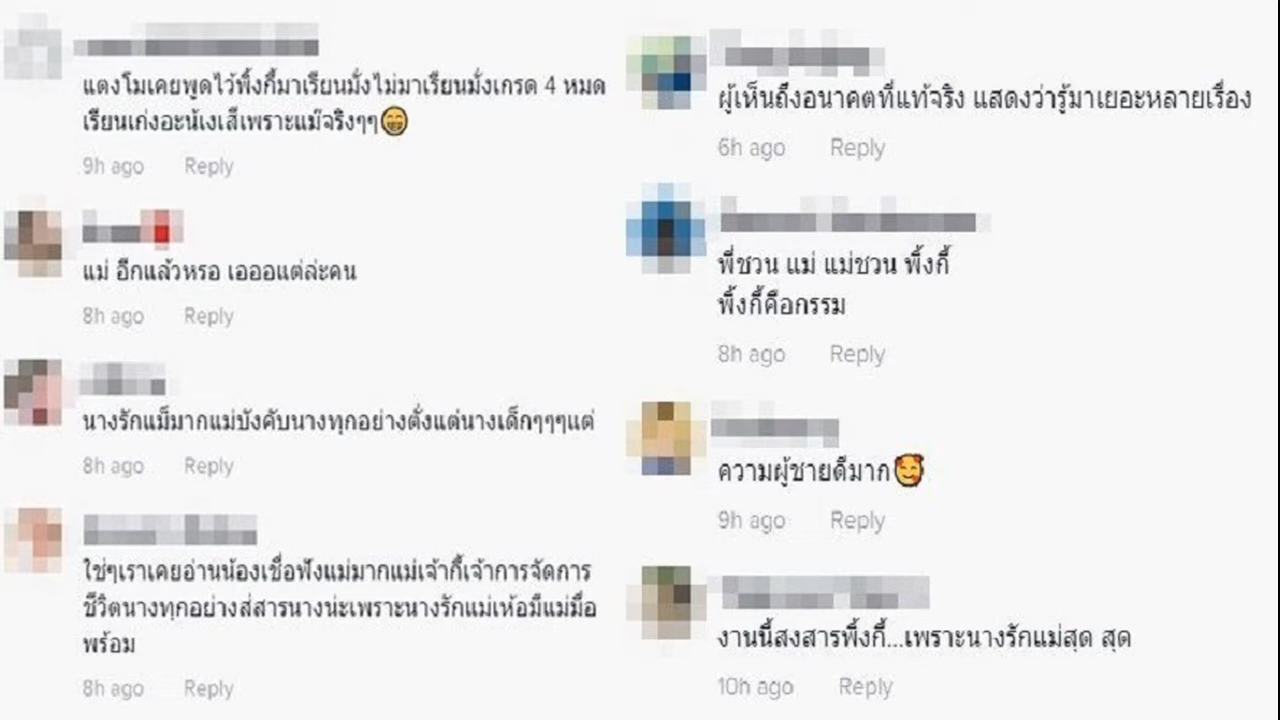 แตงโมเคยพูดไว้พิ้งกี้มาเรียนมั่งไม่มาเรียนมั่งเกรด 4 หมด
เรียนเก่งอะน้เงเสีเพราะแม๊จริงๆๆ😁
9h ago Reply
แม่ อีกแล้วหรอ เอออแต่ล่ะคน
8h ago Reply
นางรักแม็มากแม่บังคับนางทุกอย่างตั่งแต่นางเด็กๆๆๆแต่
8h ago Reply
ใช่ๆเราเคยอ่านน้องเชื่อฟังแม่มากแม่เจ้ากี้เจ้าการจัดการ
ชีวิตนางทุกอย่างส่สารนางน่ะเพราะนางรักแม่เห้อมีแม่มื่อ
พร้อม
8h ago Reply
ผู้เห็นถึงอนาคตที่แท้จริง แสดงว่ารู้มาเยอะหลายเรื่อง
6h ago Reply
พี่ชวน แม่ แม่ชวน พิ้งกี้
พิ้งกี้คือกรรม
8h ago Reply
ความผู้ชายดีมาก🥰
9h ago Reply
งานนี้สงสารพิ้งกี้...เพราะนางรักแม่สุด สุด
10h ago Reply